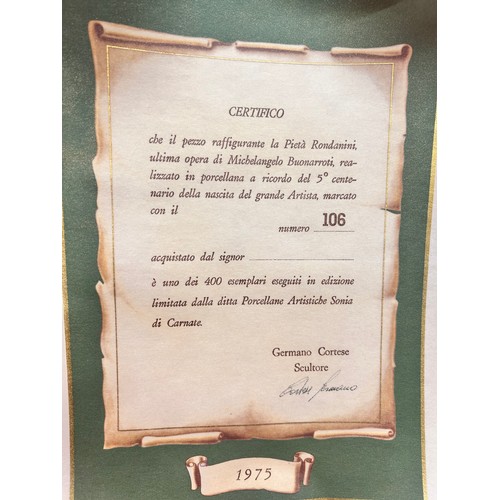 CERTIFICO
che il pezzo raffigurante la Pietà Rondanini,
ultima opera di Michelangelo Buonarroti, rea-
lizzato in porcellana a ricordo del 5° cente-
nario della nascita del grande Artista, marcato
con il
numero 106
acquistato dal signor
è uno dei 400 esemplari eseguiti in edizione
limitata dalla ditta Porcellane Artistiche Sonia
di Carnate.
Germano Cortese
Scultore
Cortese Germano
1975